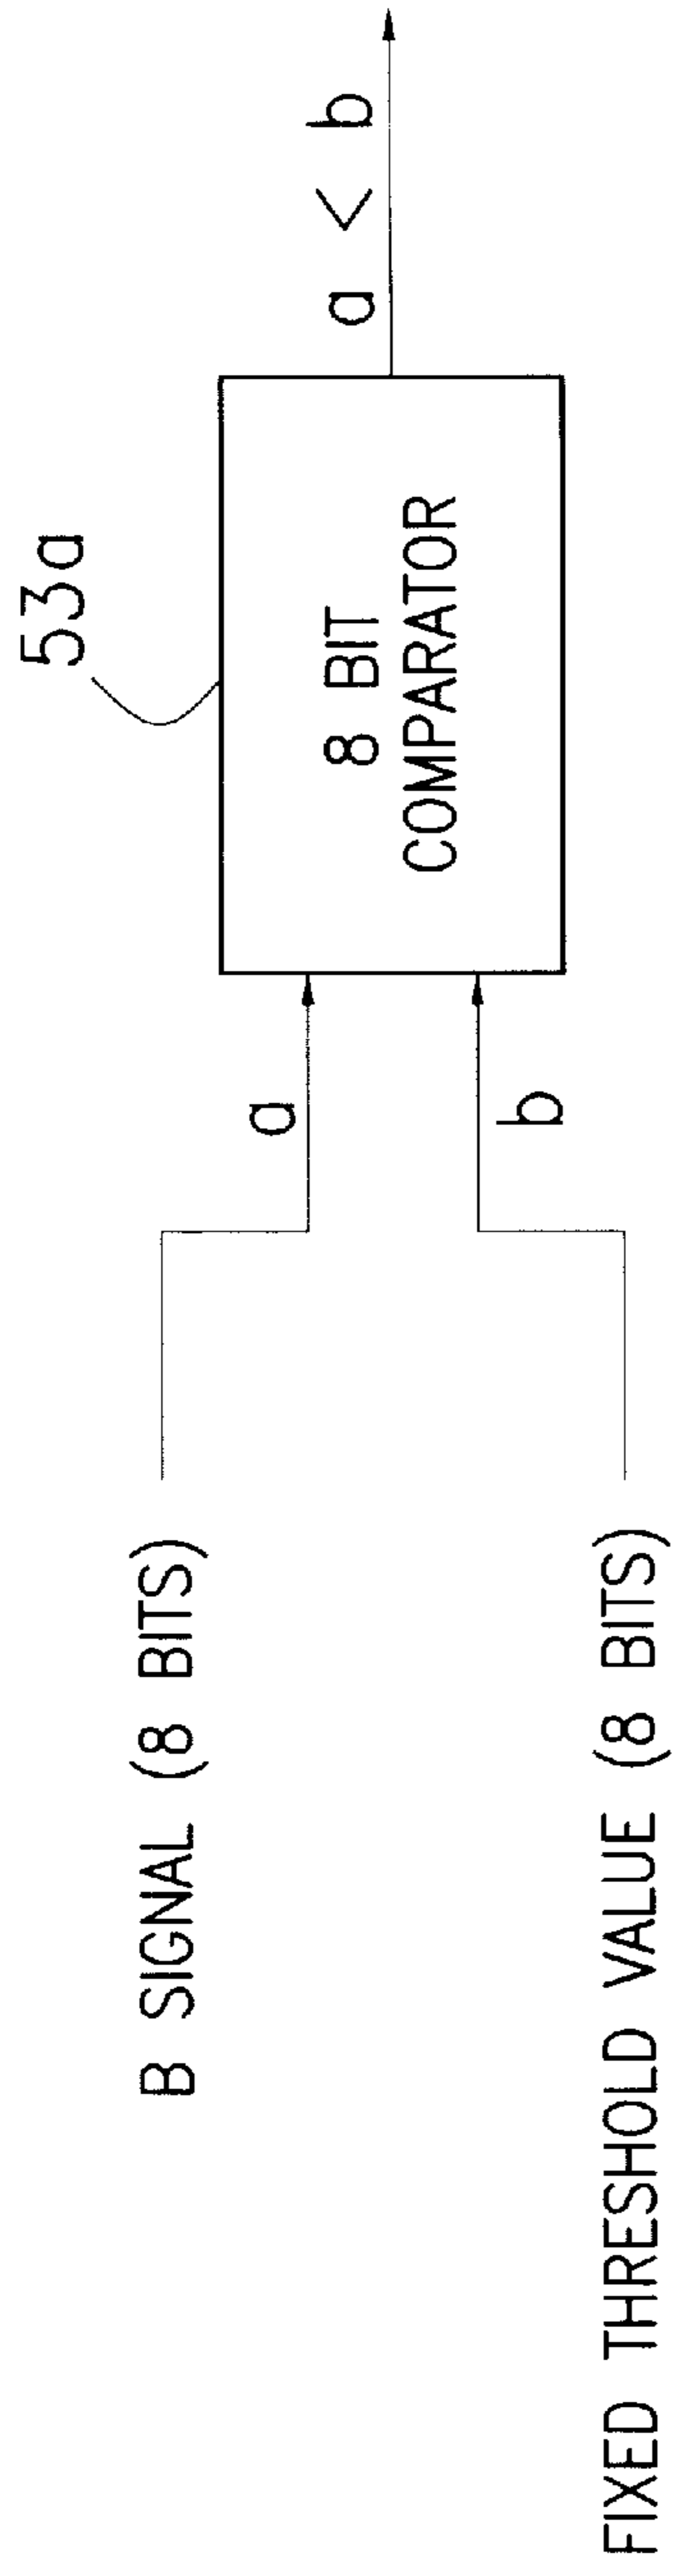 53a
B SIGNAL (8 BITS)
a
8 BIT
COMPARATOR
a < b
b
FIXED THRESHOLD VALUE (8 BITS)